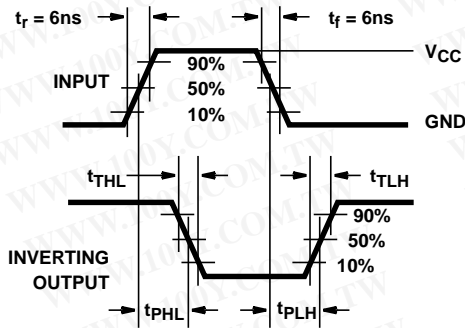 tr = 6ns
tf = 6ns
VCC
INPUT
90%
50%
10%
GND
tTHL
tTLH
90%
50%
10%
INVERTING
OUTPUT
tPHL
tPLH
WWW.100Y.COM.TW